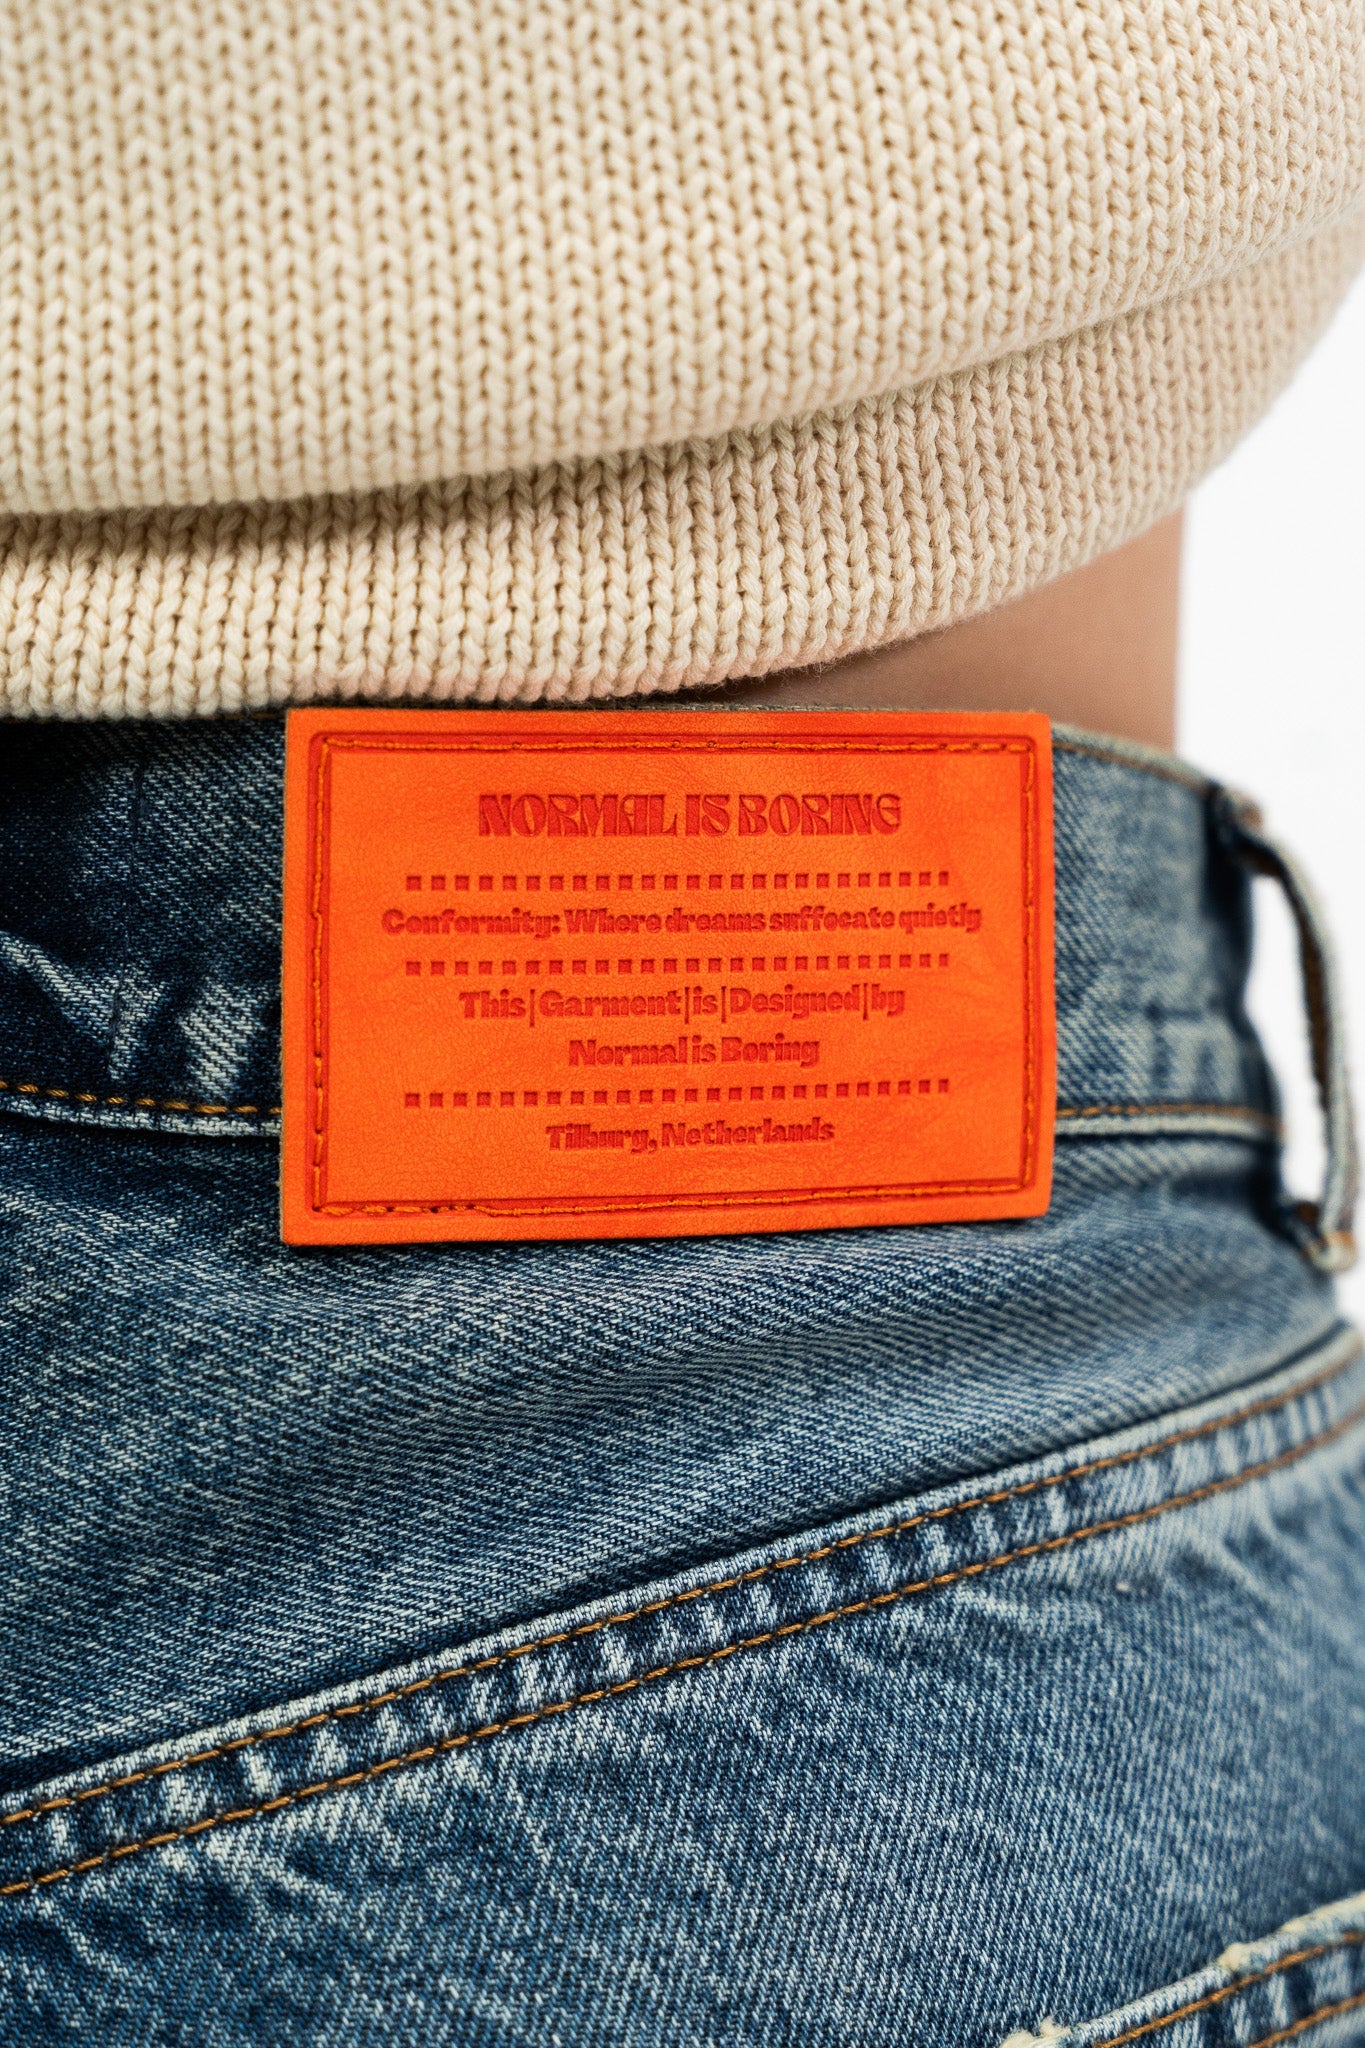 NORMAL IS BORING
Conformity: Where dreams suffocate quietly
This|Garment|is|Designed|by
Normal is Boring
Tilburg, Netherlands